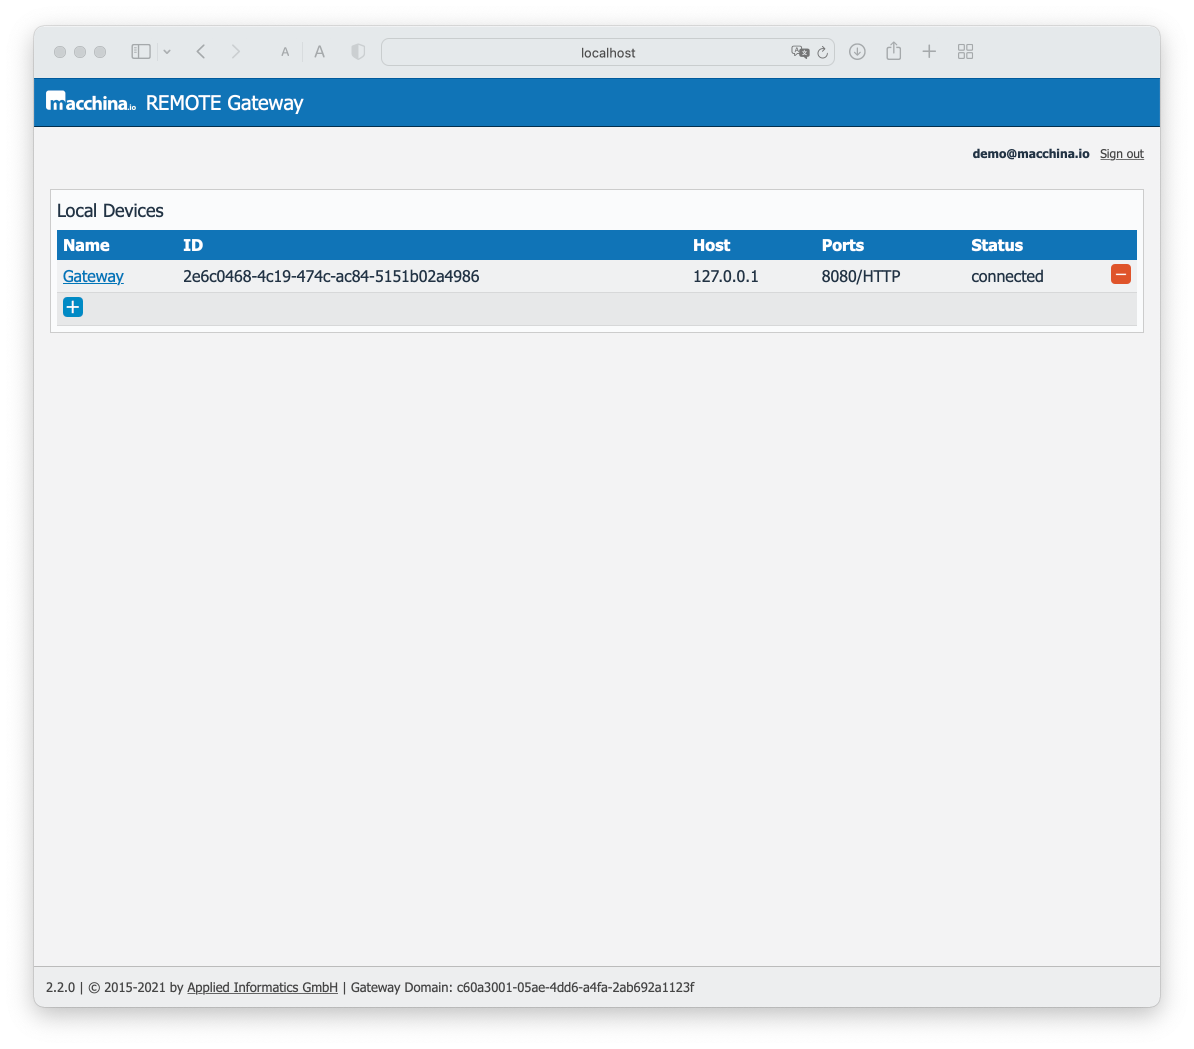 A A localhost
macchina.io REMOTE Gateway
demo@macchina.io Sign out
Local Devices
Name ID Host Ports Status
Gateway 2e6c0468-4c19-474c-ac84-5151b02a4986 127.0.0.1 8080/HTTP connected
2.2.0 | © 2015-2021 by Applied Informatics GmbH | Gateway Domain: c60a3001-05ae-4dd6-a4fa-2ab692a1123f